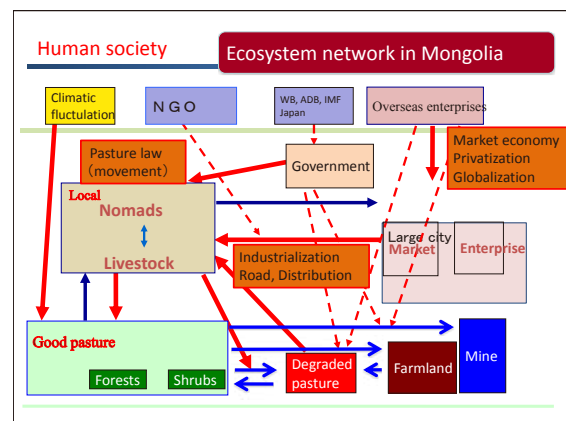 Human society
Ecosystem network in Mongolia
Climatic
fluctulation
N G O
WB, ADB, IMF
Japan
Overseas enterprises
Pasture law
(movement)
Government
Market economy
Privatization
Globalization
Local
Nomads
Livestock
Industrialization
Road, Distribution
Large city
Market
Enterprise
Good pasture
Forests
Shrubs
Degraded
pasture
Farmland
Mine